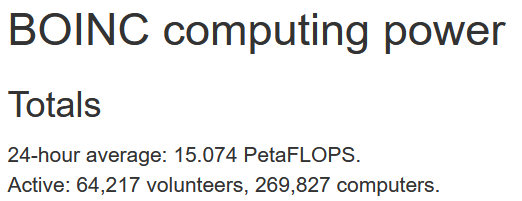 BOINC computing power
Totals
24-hour average: 15.074 PetaFLOPS.
Active: 64,217 volunteers, 269,827 computers.